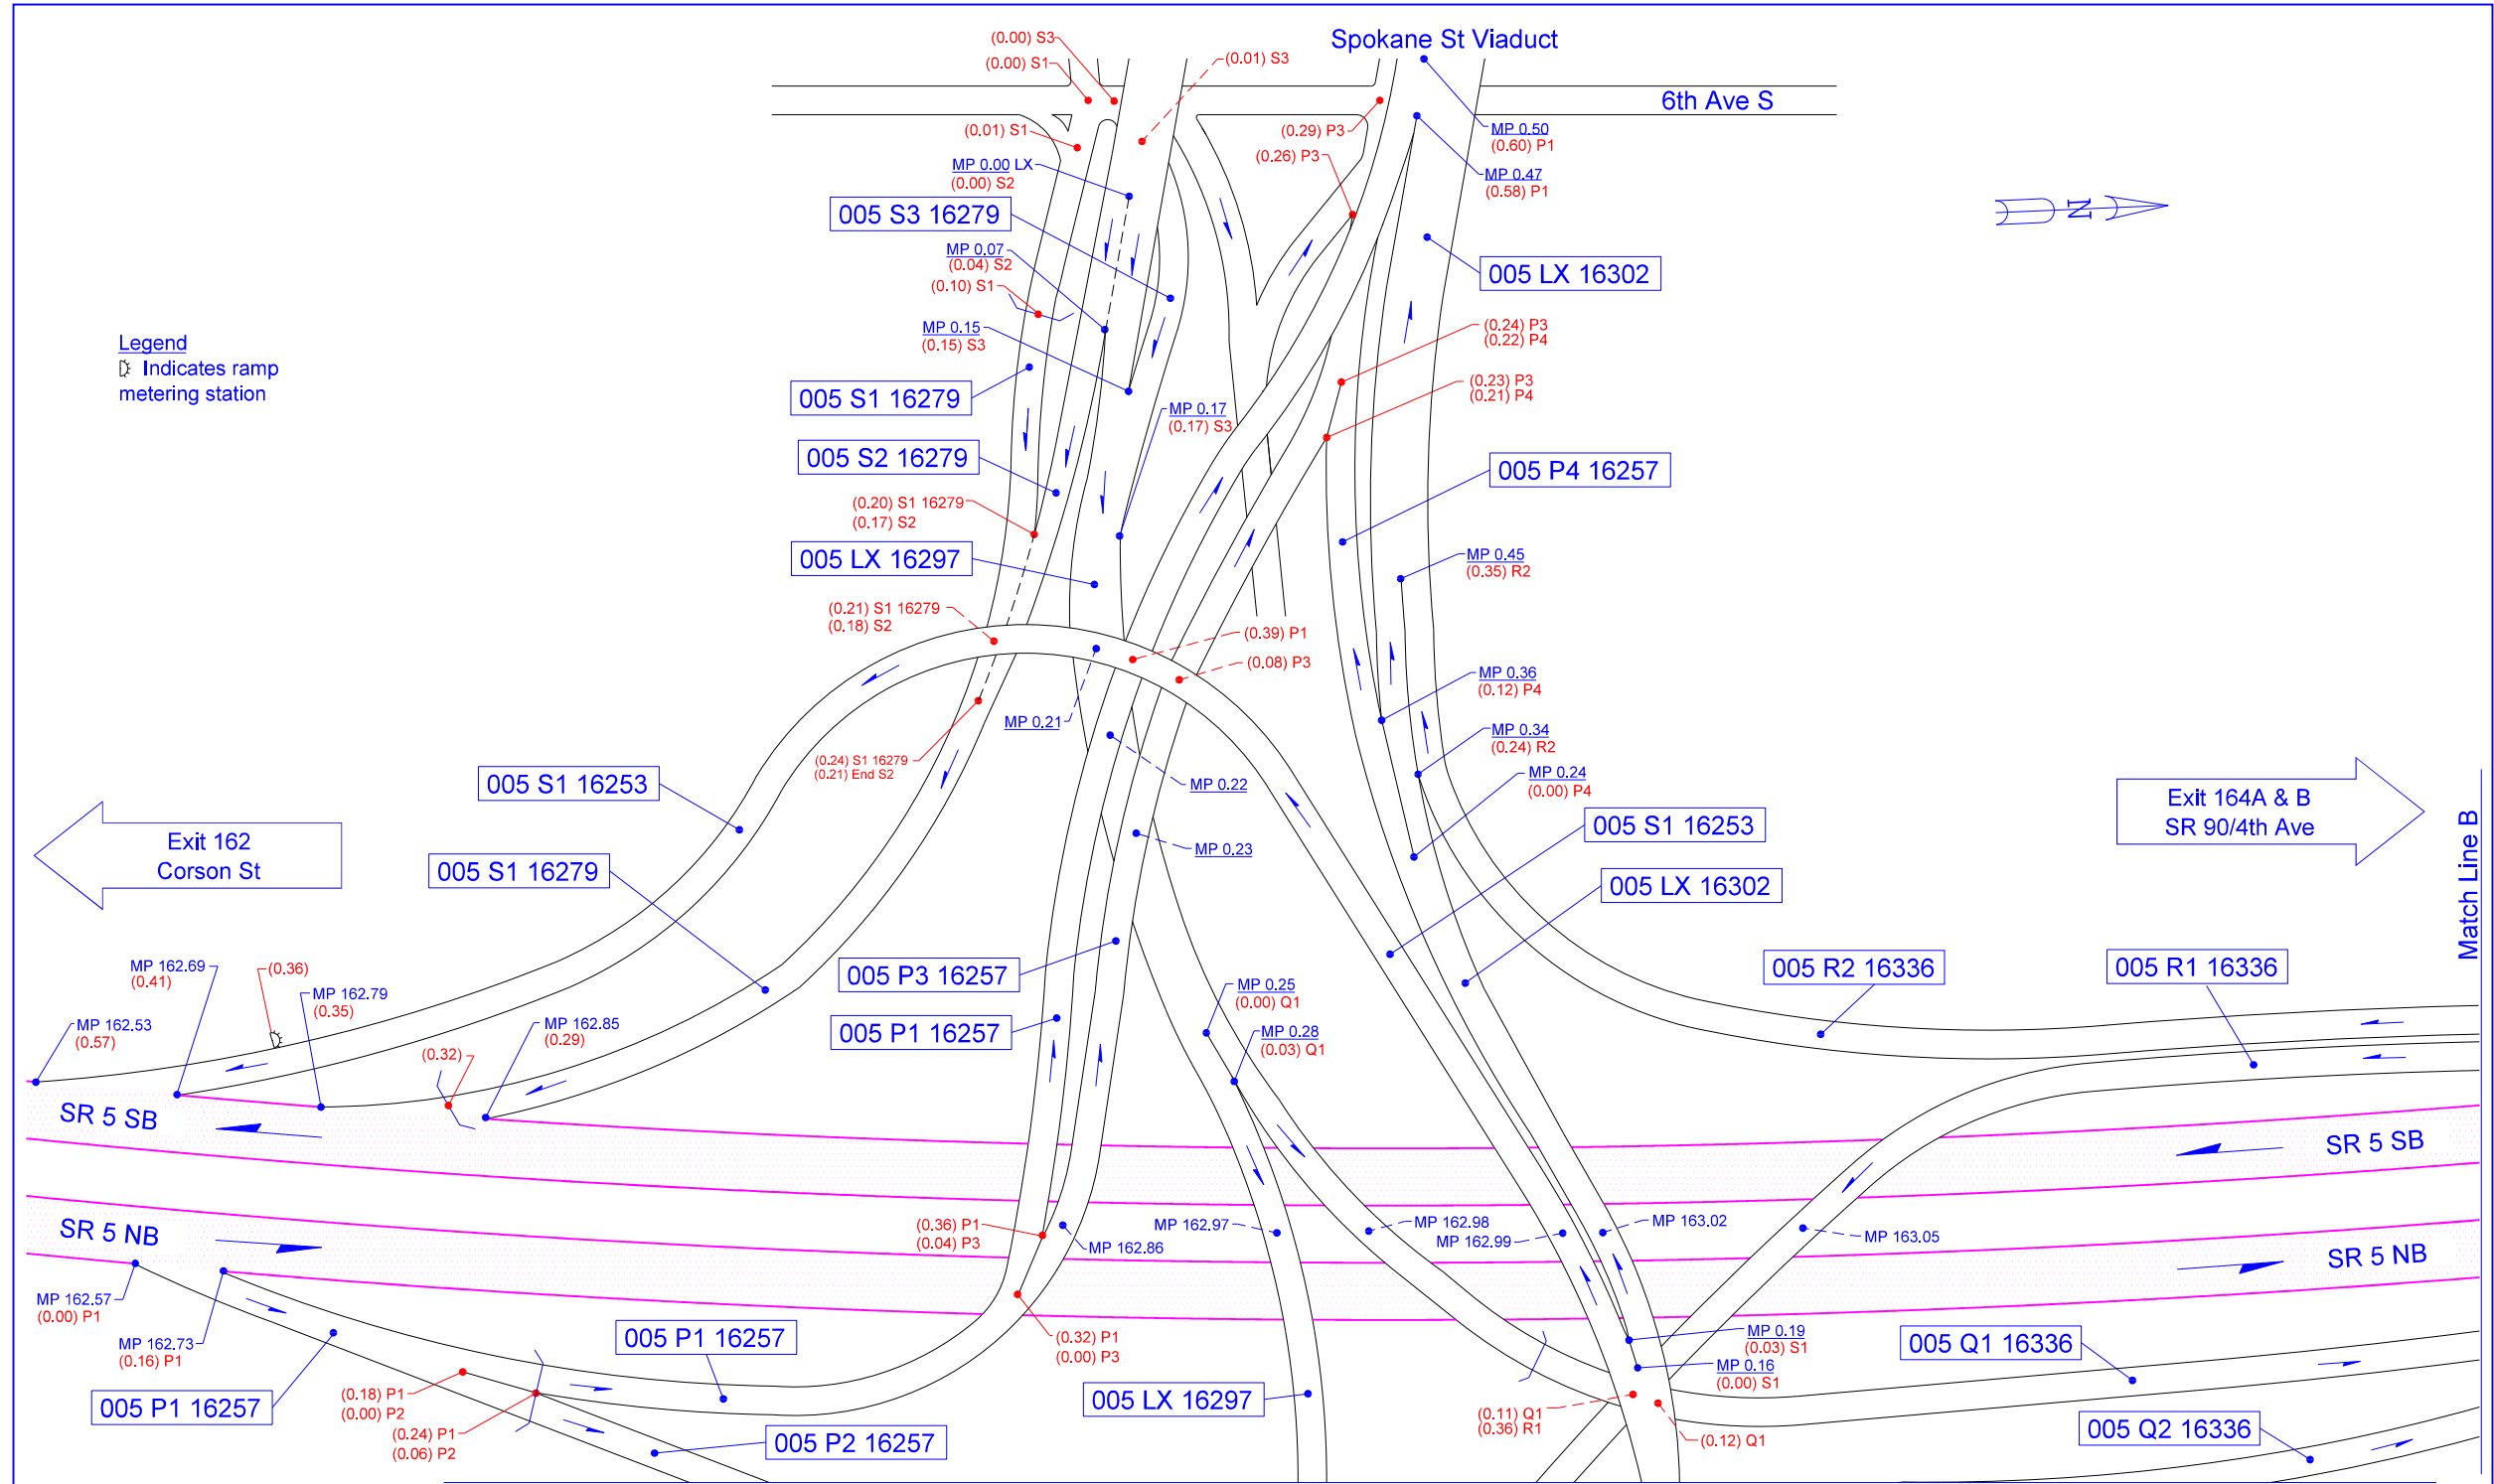 Spokane St Viaduct
(0.00) S3
(0.00) S1
(0.01) S3
6th Ave S
(0.01) S1
(0.29) P3
MP 0.50
(0.60) P1
(0.26) P3
MP 0.00 LX
(0.00) S2
MP 0.47
(0.58) P1
005 S3 16279
N
MP 0.07
(0.04) S2
005 LX 16302
(0.10) S1
MP 0.15
(0.15) S3
(0.24) P3
(0.22) P4
Legend
Indicates ramp
metering station
(0.23) P3
(0.21) P4
005 S1 16279
MP 0.17
(0.17) S3
005 S2 16279
005 P4 16257
(0.20) S1 16279
(0.17) S2
005 LX 16297
MP 0.45
(0.35) R2
(0.21) S1 16279
(0.18) S2
(0.39) P1
(0.08) P3
MP 0.36
(0.12) P4
MP 0.21
MP 0.34
(0.24) R2
(0.24) S1 16279
(0.21) End S2
MP 0.24
(0.00) P4
005 S1 16253
MP 0.22
Exit 164A & B
SR 90/4th Ave
005 S1 16253
Exit 162
Corson St
MP 0.23
Match Line B
005 S1 16279
005 LX 16302
MP 162.69
(0.41)
(0.36)
005 P3 16257
005 R2 16336
005 R1 16336
MP 162.79
(0.35)
MP 0.25
(0.00) Q1
MP 162.53
(0.57)
MP 162.85
(0.29)
005 P1 16257
MP 0.28
(0.03) Q1
(0.32)
SR 5 SB
SR 5 SB
SR 5 NB
(0.36) P1
(0.04) P3
MP 162.86
MP 162.97
MP 162.98
MP 162.99
MP 163.02
MP 163.05
SR 5 NB
MP 162.57
(0.00) P1
MP 162.73
(0.16) P1
005 P1 16257
(0.32) P1
(0.00) P3
MP 0.19
(0.03) S1
005 Q1 16336
MP 0.16
(0.00) S1
005 P1 16257
(0.18) P1
(0.00) P2
005 LX 16297
(0.11) Q1
(0.36) R1
(0.24) P1
(0.06) P2
005 P2 16257
(0.12) Q1
005 Q2 16336